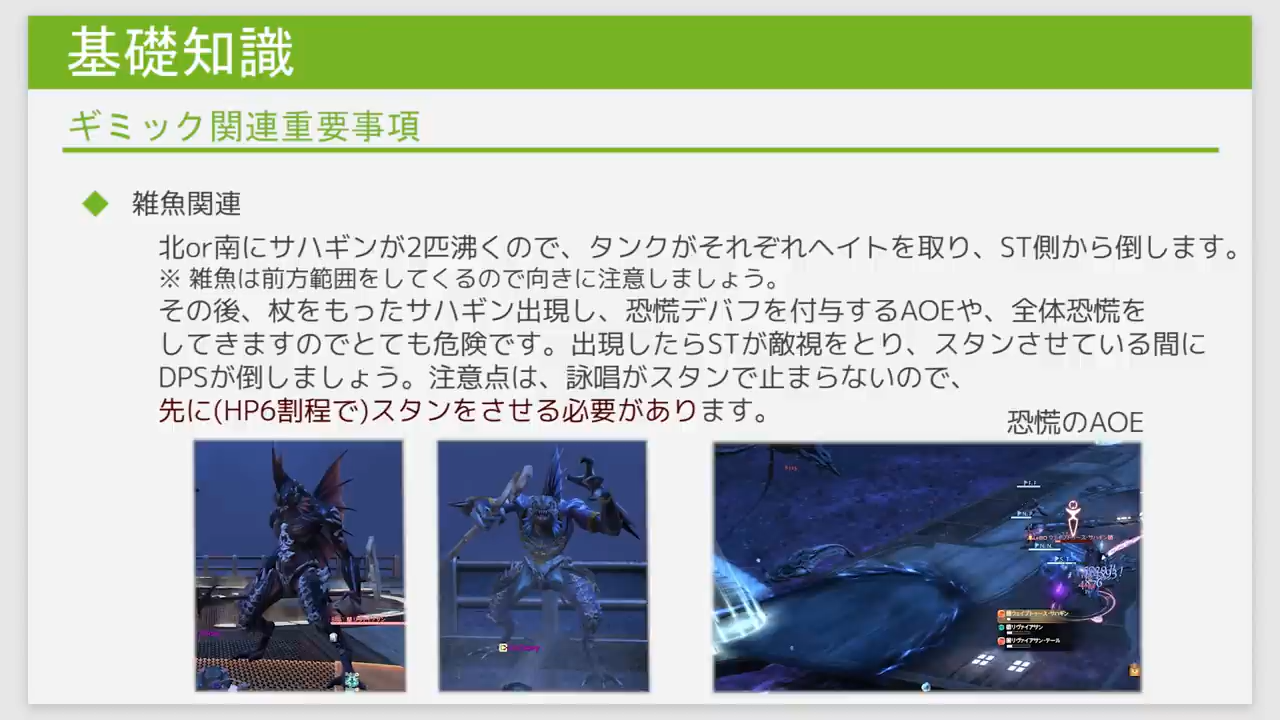 基礎知識
ギミック関連重要事項
雑魚関連
北or南にサハギンが2匹沸くので、タンクがそれぞれヘイトを取り、ST側から倒します。
※ 雑魚は前方範囲をしてくるので向きに注意しましょう。
その後、杖をもったサハギン出現し、恐慌デバフを付与するAOEや、全体恐慌を
してきますのでとても危険です。出現したらSTが敵視をとり、スタンさせている間に
DPSが倒しましょう。注意点は、詠唱がスタンで止まらないので、
先に(HP6割程で)スタンをさせる必要があります。
恐慌のAOE